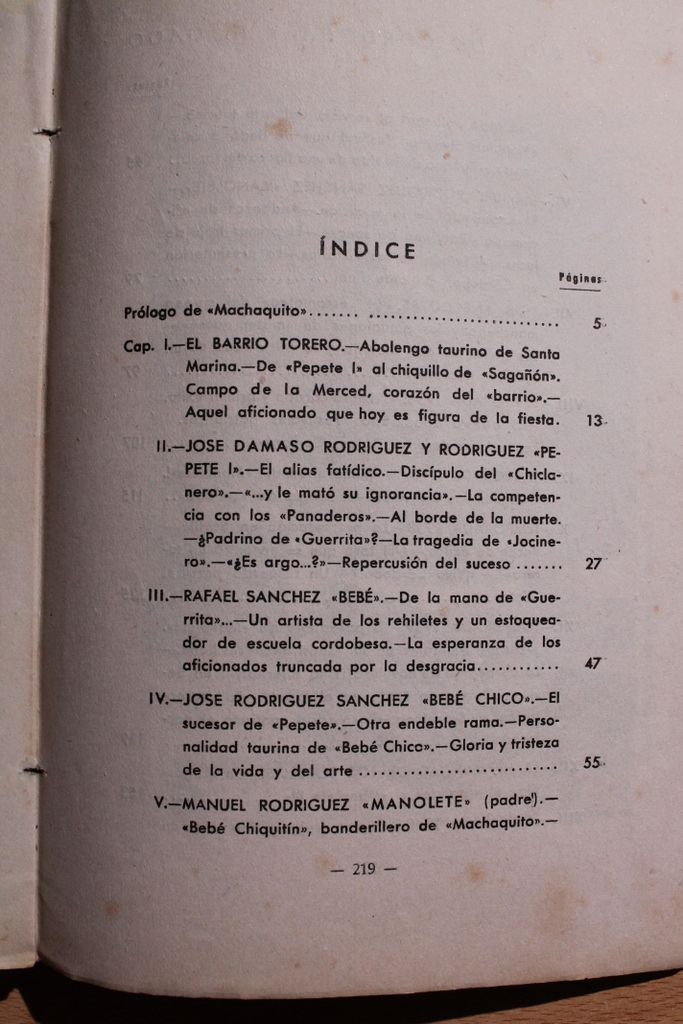 ÍNDICE
Páginas
Prólogo de «Machaquito»....... ............................ 5
Cap. I.—EL BARRIO TORERO.—Abolengo taurino de Santa
Marina.—De «Pepete I» al chiquillo de «Sagañón».
Campo de la Merced, corazón del «barrio».—
Aquel aficionado que hoy es figura de la fiesta. 13
II.—JOSE DAMASO RODRIGUEZ Y RODRIGUEZ «PE-
PETE I».—El alias fatídico.—Discípulo del «Chicla-
nero».—«...y le mató su ignorancia».—La competen-
cia con los «Panaderos».—Al borde de la muerte.
—¿Padrino de «Guerrita»?—La tragedia de «Jocine-
ro».—«¿Es argo...?»—Repercusión del suceso ....... 27
III.—RAFAEL SANCHEZ «BEBÉ».—De la mano de «Gue-
rrita»...—Un artista de los rehiletes y un estoquea-
dor de escuela cordobesa.—La esperanza de los
aficionados truncada por la desgracia............ 47
IV.—JOSE RODRIGUEZ SANCHEZ «BEBÉ CHICO».—El
sucesor de «Pepete».—Otra endeble rama.—Perso-
nalidad taurina de «Bebé Chico».—Gloria y tristeza
de la vida y del arte .......................... 55
V.—MANUEL RODRIGUEZ «MANOLETE» (padre').—
«Bebé Chiquitín», banderillero de «Machaquito».—
— 219 —